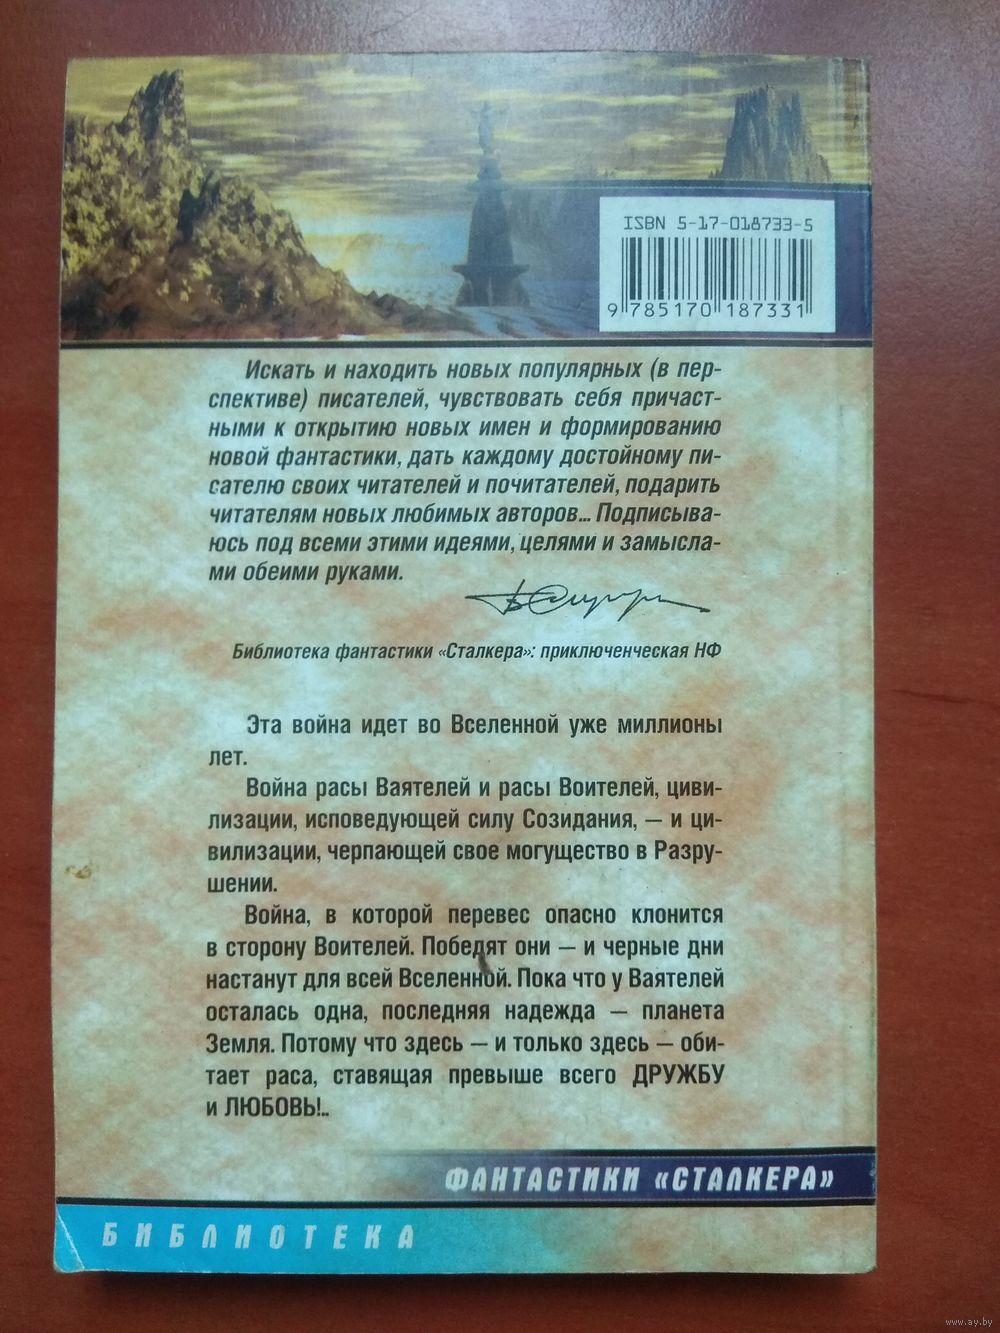 ISBN 5-17-018733-5
9 785170 187331
Искать и находить новых популярных (в пер-
спективе) писателей, чувствовать себя причаст-
ными к открытию новых имен и формированию
новой фантастики, дать каждому достойному пи-
сателю своих читателей и почитателей, подарить
читателям новых любимых авторов... Подписыва-
юсь под всеми этими идеями, целями и замысла-
ми обеими руками.
Библиотека фантастики «Сталкера»: приключенческая НФ
Эта война идет во Вселенной уже миллионы
лет.
Война расы Ваятелей и расы Воителей, циви-
лизации, исповедующей силу Созидания, — и ци-
вилизации, черпающей свое могущество в Разру-
шении.
Война, в которой перевес опасно клонится
в сторону Воителей. Победят они — и черные дни
настанут для всей Вселенной. Пока что у Ваятелей
осталась одна, последняя надежда — планета
Земля. Потому что здесь — и только здесь — оби-
тает раса, ставящая превыше всего ДРУЖБУ
и ЛЮБОВЬ!..
ФАНТАСТИКИ «СТАЛКЕРА»
БИБЛИОТЕКА
www.ay.by